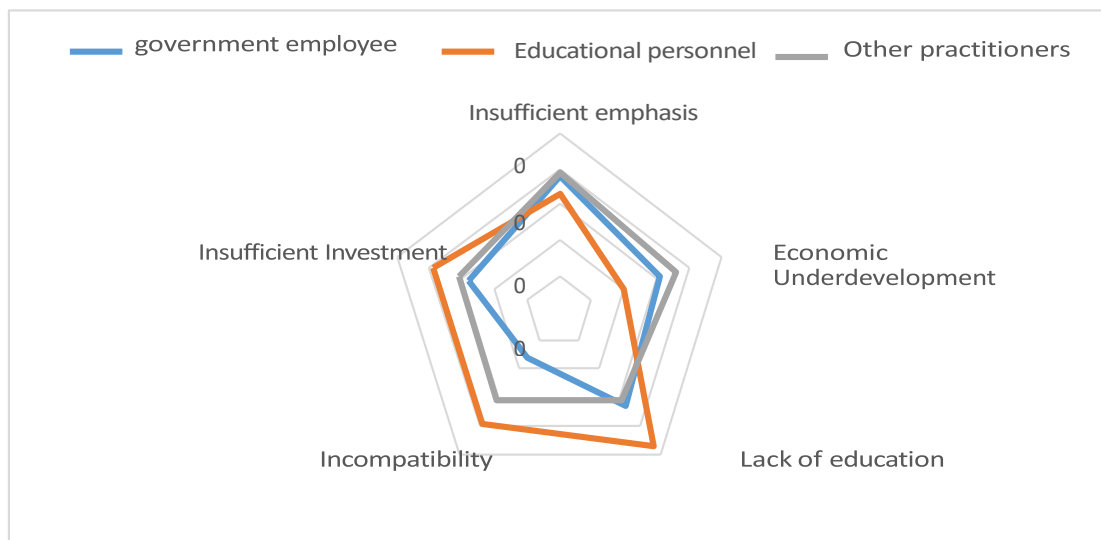 government employee
Educational personnel
Other practitioners
Insufficient emphasis
0
0
Insufficient Investment
Economic
Underdevelopment
0
0
Incompatibility
Lack of education